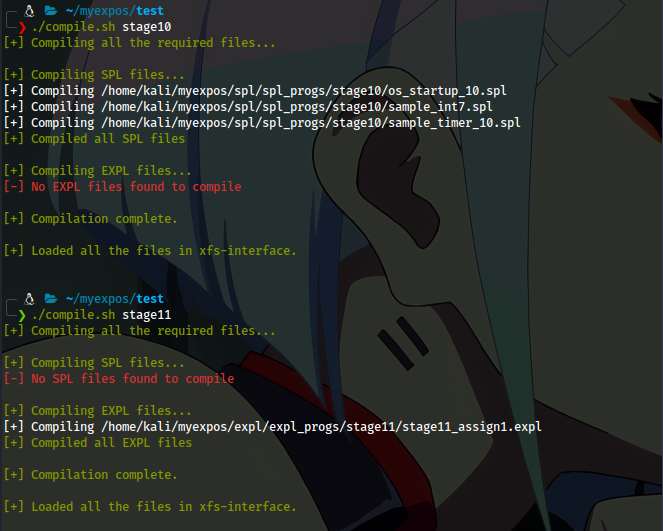 ~/myexpos/test
❯ ./compile.sh stage10
[+] Compiling all the required files...
[+] Compiling SPL files...
[+] Compiling /home/kali/myexpos/spl/spl_progs/stage10/os_startup_10.spl
[+] Compiling /home/kali/myexpos/spl/spl_progs/stage10/sample_int7.spl
[+] Compiling /home/kali/myexpos/spl/spl_progs/stage10/sample_timer_10.spl
[+] Compiled all SPL files
[+] Compiling EXPL files...
[-] No EXPL files found to compile
[+] Compilation complete.
[+] Loaded all the files in xfs-interface.
~/myexpos/test
❯ ./compile.sh stage11
[+] Compiling all the required files...
[+] Compiling SPL files...
[-] No SPL files found to compile
[+] Compiling EXPL files...
[+] Compiling /home/kali/myexpos/expl/expl_progs/stage11/stage11_assign1.expl
[+] Compiled all EXPL files
[+] Compilation complete.
[+] Loaded all the files in xfs-interface.